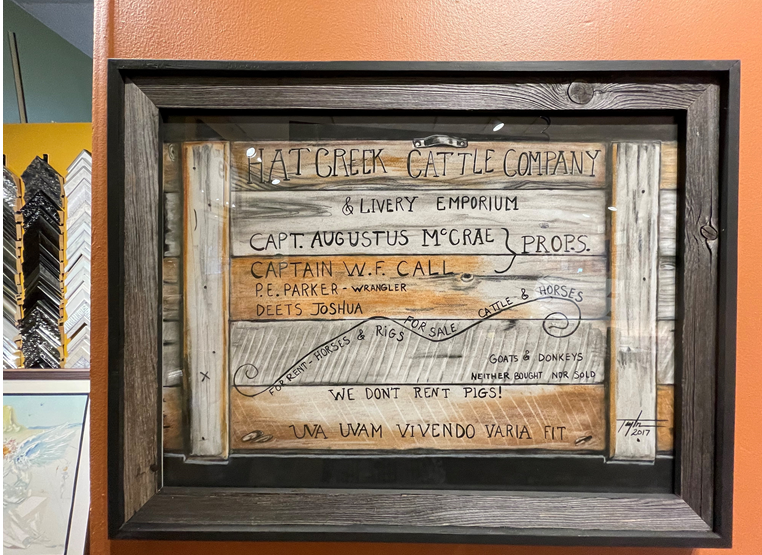 HAT CREEK CATTLE COMPANY
& LIVERY EMPORIUM
CAPT. AUGUSTUS McCRAE } PROPS.
CAPTAIN W.F. CALL
P.E. PARKER - WRANGLER
DEETS JOSHUA
FOR RENT - HORSES & RIGS FOR SALE CATTLE & HORSES
GOATS & DONKEYS
NEITHER BOUGHT NOR SOLD
WE DON'T RENT PIGS!
UVA UVAM VIVENDO VARIA FIT
2017